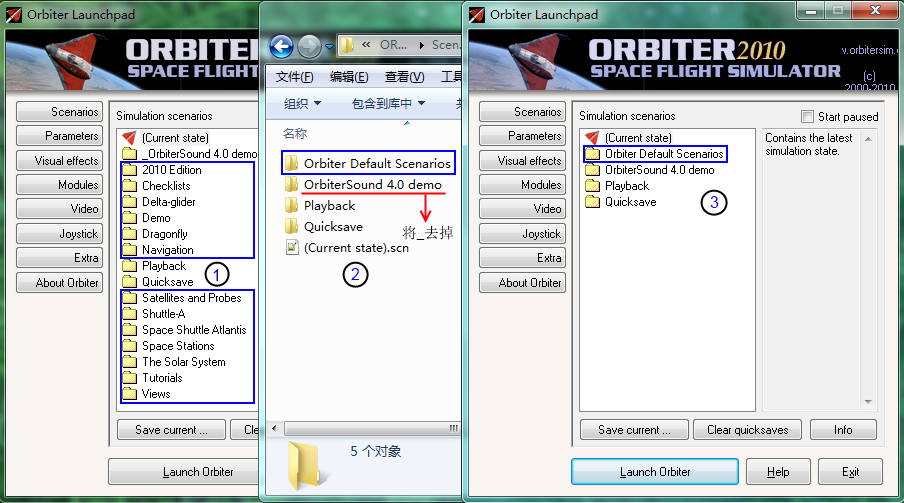 Orbiter Launchpad
ORBITER
SPACE FLIGHT SIM
Scenarios
Parameters
Visual effects
Modules
Video
Joystick
Extra
About Orbiter
Simulation scenarios
(Current state)
_OrbiterSound 4.0 demo
2010 Edition
Checklists
Delta-glider
Demo
Dragonfly
Navigation
Playback
Quicksave
Satellites and Probes
Shuttle-A
Space Shuttle Atlantis
Space Stations
The Solar System
Tutorials
Views
1
Save current ...
Cle
Launch Orbiter
« OR... Scen...
文件(F) 编辑(E) 查看(V) 工具
组织 包含到库中
名称
Orbiter Default Scenarios
OrbiterSound 4.0 demo
Playback
Quicksave
将_去掉
(Current state).scn
2
5 个对象
Orbiter Launchpad
ORBITER 2010
SPACE FLIGHT SIMULATOR
v.orbitersim.
(c)
2000-2010
Scenarios
Parameters
Visual effects
Modules
Video
Joystick
Extra
About Orbiter
Simulation scenarios
Start paused
(Current state)
Orbiter Default Scenarios
OrbiterSound 4.0 demo
Playback
Quicksave
3
Contains the latest
simulation state.
Save current ...
Clear quicksaves
Info
Launch Orbiter
Help
Exit